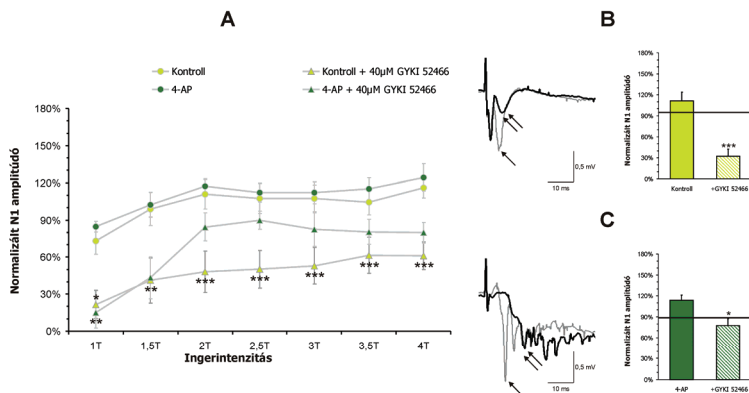 A
Kontroll
Kontroll + 40µM GYKI 52466
4-AP
4-AP + 40µM GYKI 52466
Normalizált N1 amplitúdó
180%
150%
120%
90%
60%
30%
0%
*
**
**
***
***
***
***
***
1T
1,5T
2T
2,5T
3T
3,5T
4T
Ingerintenzitás
B
0,5 mV
10 ms
Normalizált N1 amplitúdó
180%
150%
120%
90%
60%
30%
0%
***
Kontroll
+GYKI 52466
C
0,5 mV
10 ms
Normalizált N1 amplitúdó
180%
150%
120%
90%
60%
30%
0%
*
4-AP
+GYKI 52466